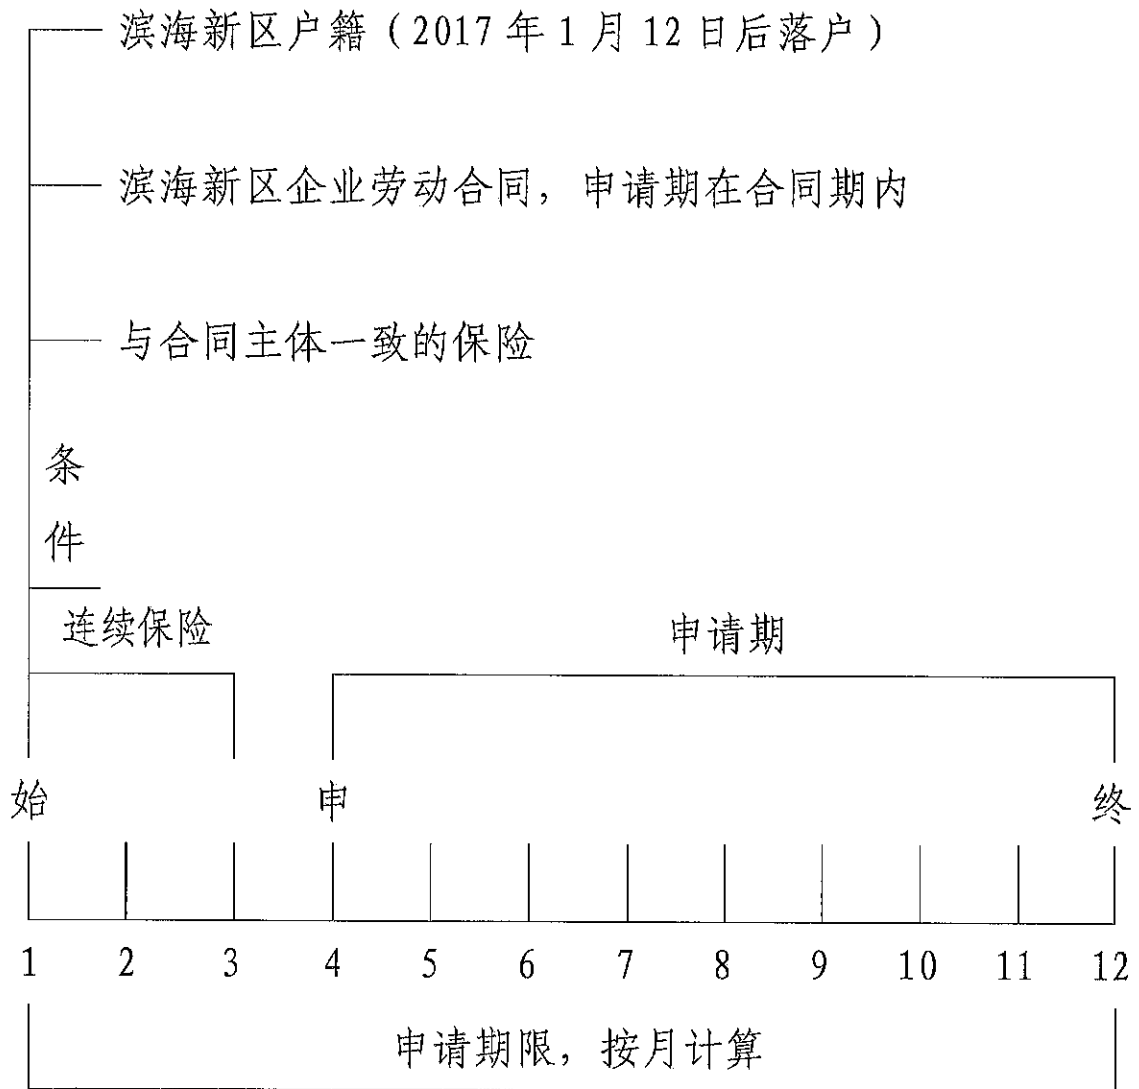 滨海新区户籍（2017年1月12日后落户）
滨海新区企业劳动合同，申请期在合同期内
与合同主体一致的保险
条件
连续保险 申请期
始 申 终
1 2 3 4 5 6 7 8 9 10 11 12
申请期限，按月计算